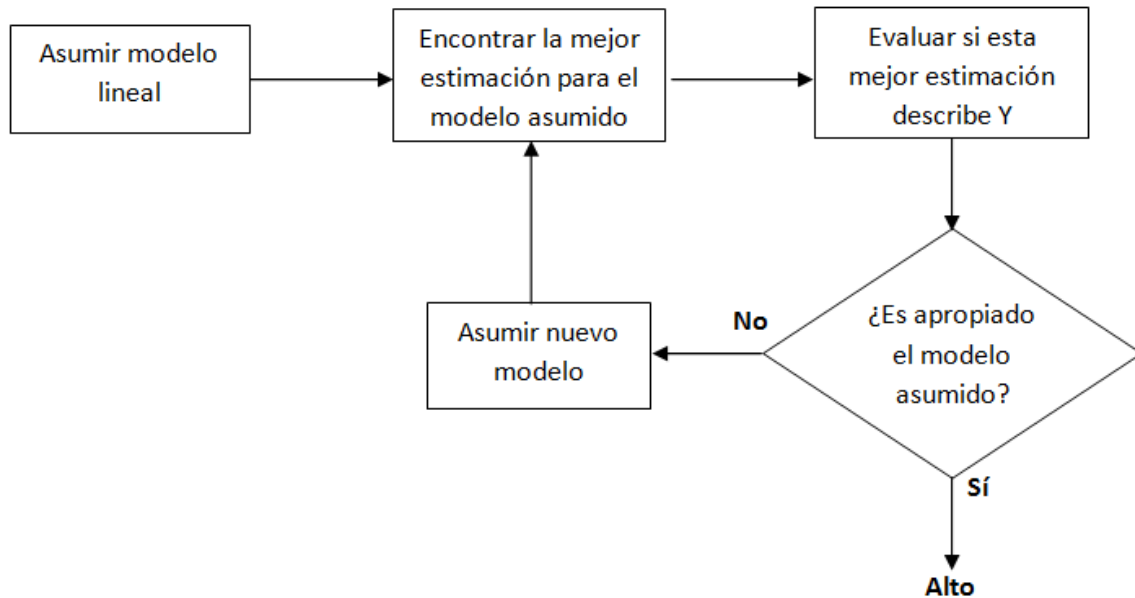 Asumir modelo
lineal
Encontrar la mejor
estimación para el
modelo asumido
Evaluar si esta
mejor estimación
describe Y
¿Es apropiado
el modelo
asumido?
No
Asumir nuevo
modelo
Sí
Alto